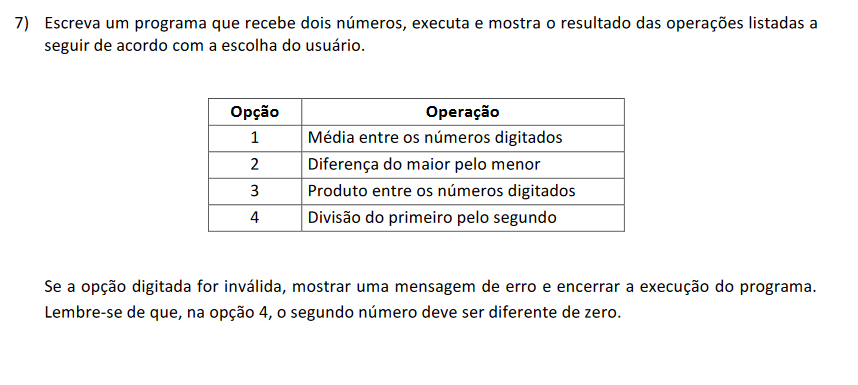 7) Escreva um programa que recebe dois números, executa e mostra o resultado das operações listadas a
seguir de acordo com a escolha do usuário.
Opção Operação
1 Média entre os números digitados
2 Diferença do maior pelo menor
3 Produto entre os números digitados
4 Divisão do primeiro pelo segundo
Se a opção digitada for inválida, mostrar uma mensagem de erro e encerrar a execução do programa.
Lembre-se de que, na opção 4, o segundo número deve ser diferente de zero.